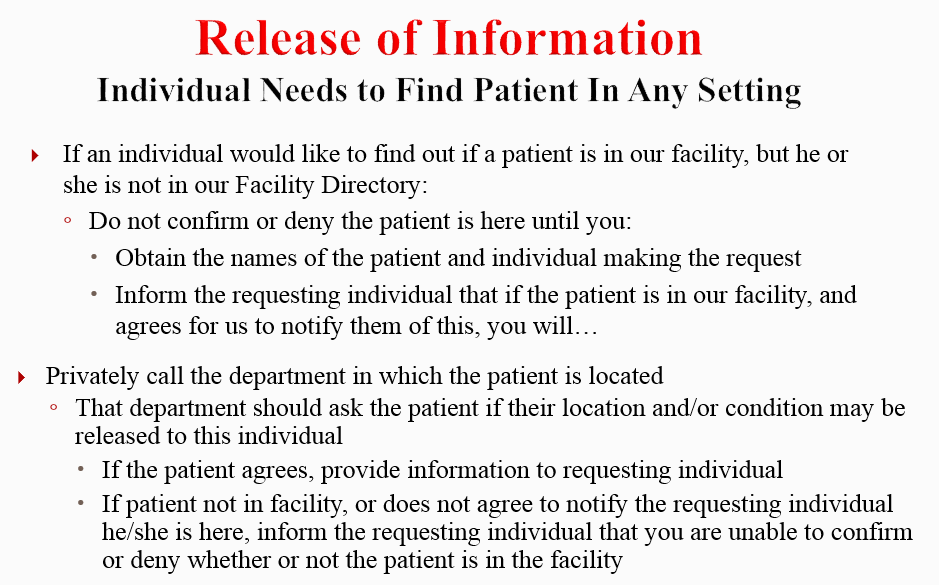 Release of Information
Individual Needs to Find Patient In Any Setting
If an individual would like to find out if a patient is in our facility, but he or
she is not in our Facility Directory:
Do not confirm or deny the patient is here until you:
Obtain the names of the patient and individual making the request
Inform the requesting individual that if the patient is in our facility, and
agrees for us to notify them of this, you will…
Privately call the department in which the patient is located
That department should ask the patient if their location and/or condition may be
released to this individual
If the patient agrees, provide information to requesting individual
If patient not in facility, or does not agree to notify the requesting individual
he/she is here, inform the requesting individual that you are unable to confirm
or deny whether or not the patient is in the facility